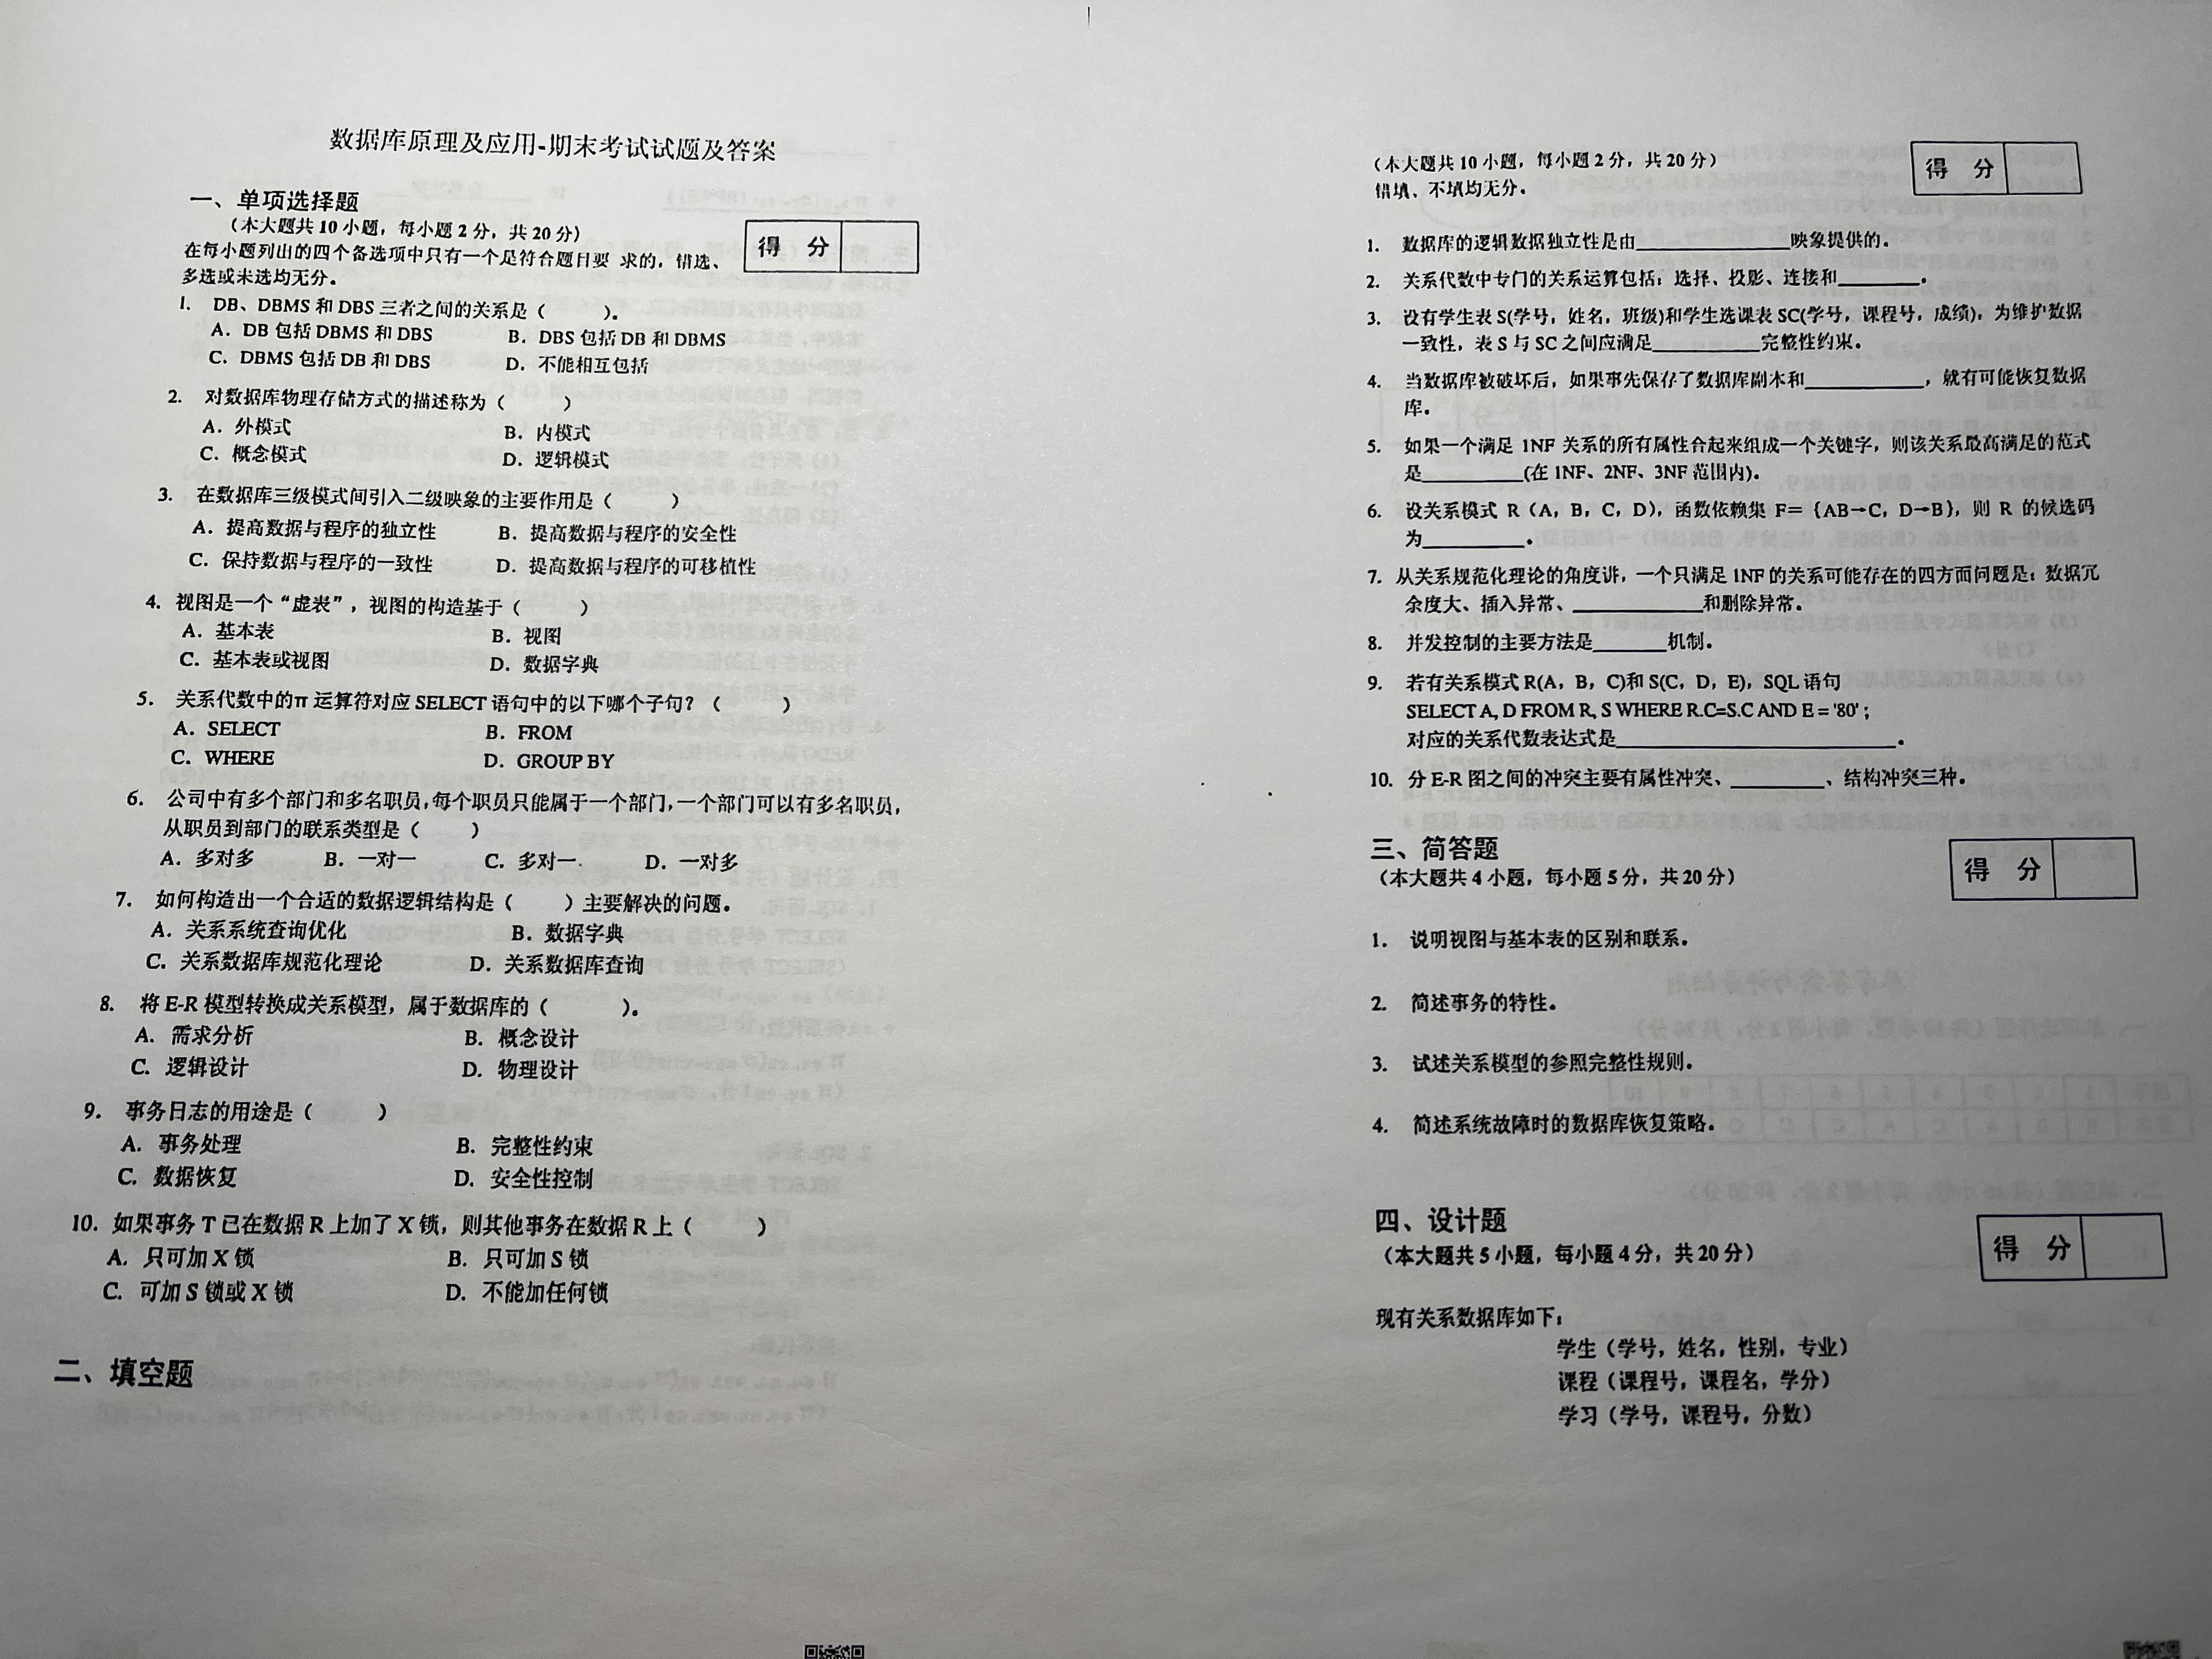 数据库原理及应用-期末考试试题及答案
一、单项选择题
（本大题共 10 小题，每小题 2 分，共 20 分）
在每小题列出的四个备选项中只有一个是符合题目要 求的，错选、
多选或未选均无分。
得 分
1. DB、DBMS 和 DBS 三者之间的关系是（ ）。
A．DB 包括 DBMS 和 DBS B．DBS 包括 DB 和 DBMS
C．DBMS 包括 DB 和 DBS D．不能相互包括
2. 对数据库物理存储方式的描述称为（ ）
A．外模式 B．内模式
C．概念模式 D．逻辑模式
3. 在数据库三级模式间引入二级映象的主要作用是（ ）
A．提高数据与程序的独立性 B．提高数据与程序的安全性
C．保持数据与程序的一致性 D．提高数据与程序的可移植性
4. 视图是一个“虚表”，视图的构造基于（ ）
A．基本表 B．视图
C．基本表或视图 D．数据字典
5. 关系代数中的π 运算符对应 SELECT 语句中的以下哪个子句？（ ）
A．SELECT B．FROM
C．WHERE D．GROUP BY
6. 公司中有多个部门和多名职员，每个职员只能属于一个部门，一个部门可以有多名职员，
从职员到部门的联系类型是（ ）
A．多对多 B．一对一 C．多对一 D．一对多
7. 如何构造出一个合适的数据逻辑结构是（ ）主要解决的问题。
A．关系系统查询优化 B．数据字典
C．关系数据库规范化理论 D．关系数据库查询
8. 将 E-R 模型转换成关系模型，属于数据库的（ ）。
A．需求分析 B．概念设计
C．逻辑设计 D．物理设计
9. 事务日志的用途是（ ）
A．事务处理 B．完整性约束
C．数据恢复 D．安全性控制
10. 如果事务 T 已在数据 R 上加了 X 锁，则其他事务在数据 R 上（ ）
A．只可加 X 锁 B．只可加 S 锁
C．可加 S 锁或 X 锁 D．不能加任何锁
二、填空题
（本大题共 10 小题，每小题 2 分，共 20 分）
错填、不填均无分。
得 分
1. 数据库的逻辑数据独立性是由____________映象提供的。
2. 关系代数中专门的关系运算包括：选择、投影、连接和________。
3. 设有学生表 S(学号，姓名，班级)和学生选课表 SC(学号，课程号，成绩)，为维护数据
一致性，表 S 与 SC 之间应满足__________完整性约束。
4. 当数据库被破坏后，如果事先保存了数据库副本和____________，就有可能恢复数据
库。
5. 如果一个满足 1NF 关系的所有属性合起来组成一个关键字，则该关系最高满足的范式
是__________(在 1NF、2NF、3NF 范围内)。
6. 设关系模式 R（A，B，C，D），函数依赖集 F＝{AB→C，D→B}，则 R 的候选码
为__________。
7. 从关系规范化理论的角度讲，一个只满足 1NF 的关系可能存在的四方面问题是：数据冗
余度大、插入异常、____________和删除异常。
8. 并发控制的主要方法是_______机制。
9. 若有关系模式 R(A，B，C)和 S(C，D，E)，SQL 语句
SELECT A, D FROM R, S WHERE R.C=S.C AND E = '80'；
对应的关系代数表达式是__________________________。
10. 分 E-R 图之间的冲突主要有属性冲突、_________、结构冲突三种。
三、简答题
（本大题共 4 小题，每小题 5 分，共 20 分）
得 分
1. 说明视图与基本表的区别和联系。
2. 简述事务的特性。
3. 试述关系模型的参照完整性规则。
4. 简述系统故障时的数据库恢复策略。
四、设计题
（本大题共 5 小题，每小题 4 分，共 20 分）
得 分
现有关系数据库如下：
学生（学号，姓名，性别，专业）
课程（课程号，课程名，学分）
学习（学号，课程号，分数）